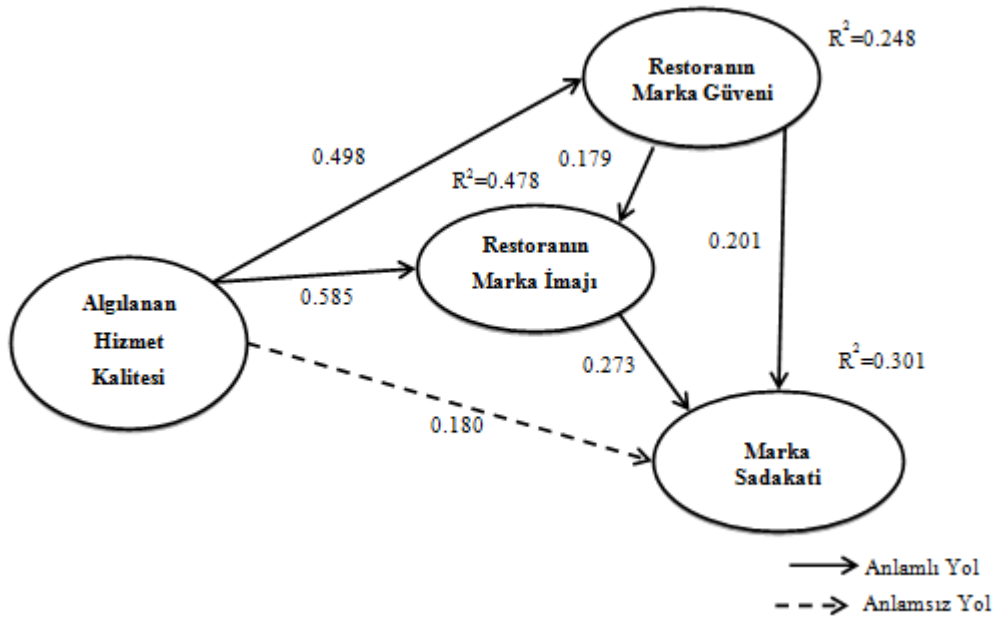 R²=0.248
Restoranın
Marka Güveni
0.498
0.179
R²=0.478
Restoranın
Marka İmajı
0.201
0.585
Algılanan
Hizmet
Kalitesi
0.273
R²=0.301
0.180
Marka
Sadakati
Anlamlı Yol
Anlamsız Yol